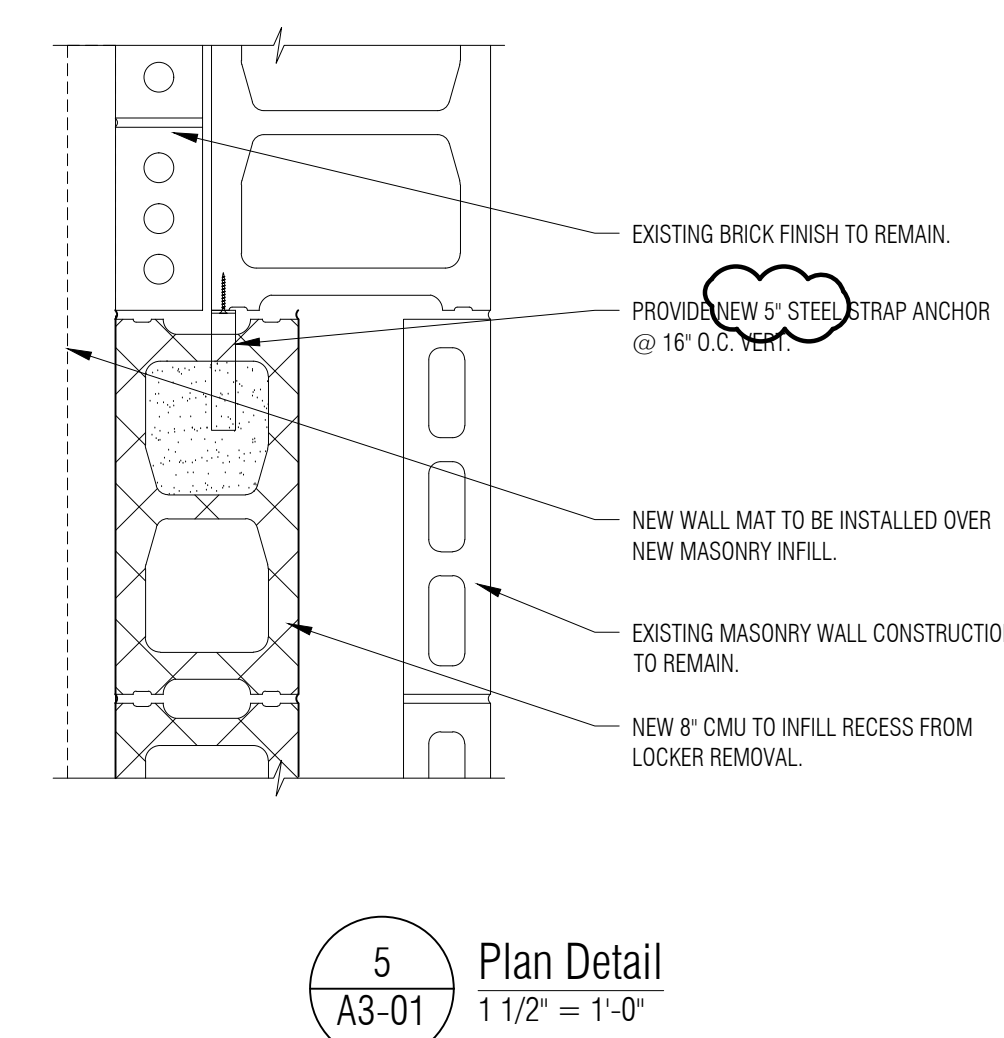 EXISTING BRICK FINISH TO REMAIN.
PROVIDE NEW 5" STEEL STRAP ANCHOR
@ 16" O.C. VERT.
NEW WALL MAT TO BE INSTALLED OVER
NEW MASONRY INFILL.
EXISTING MASONRY WALL CONSTRUCTION
TO REMAIN.
NEW 8" CMU TO INFILL RECESS FROM
LOCKER REMOVAL.
5
A3-01
Plan Detail
1 1/2" = 1'-0"